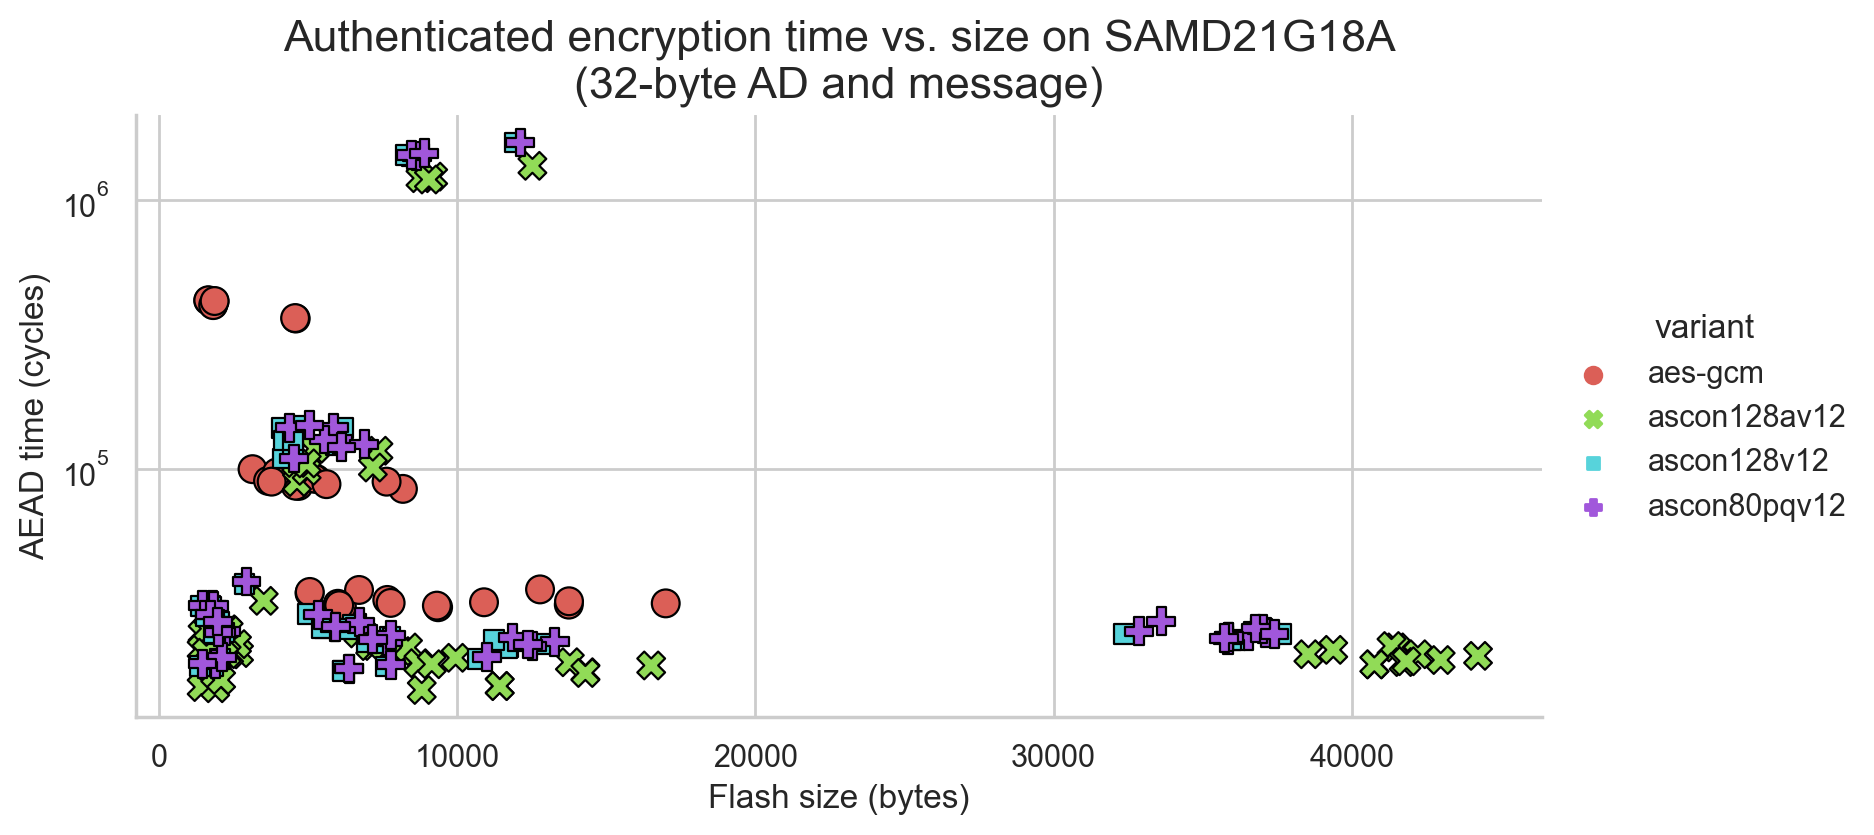 Authenticated encryption time vs. size on SAMD21G18A
(32-byte AD and message)
AEAD time (cycles)
10^6
10^5
0 10000 20000 30000 40000
Flash size (bytes)
variant
aes-gcm
ascon128av12
ascon128v12
ascon80pqv12